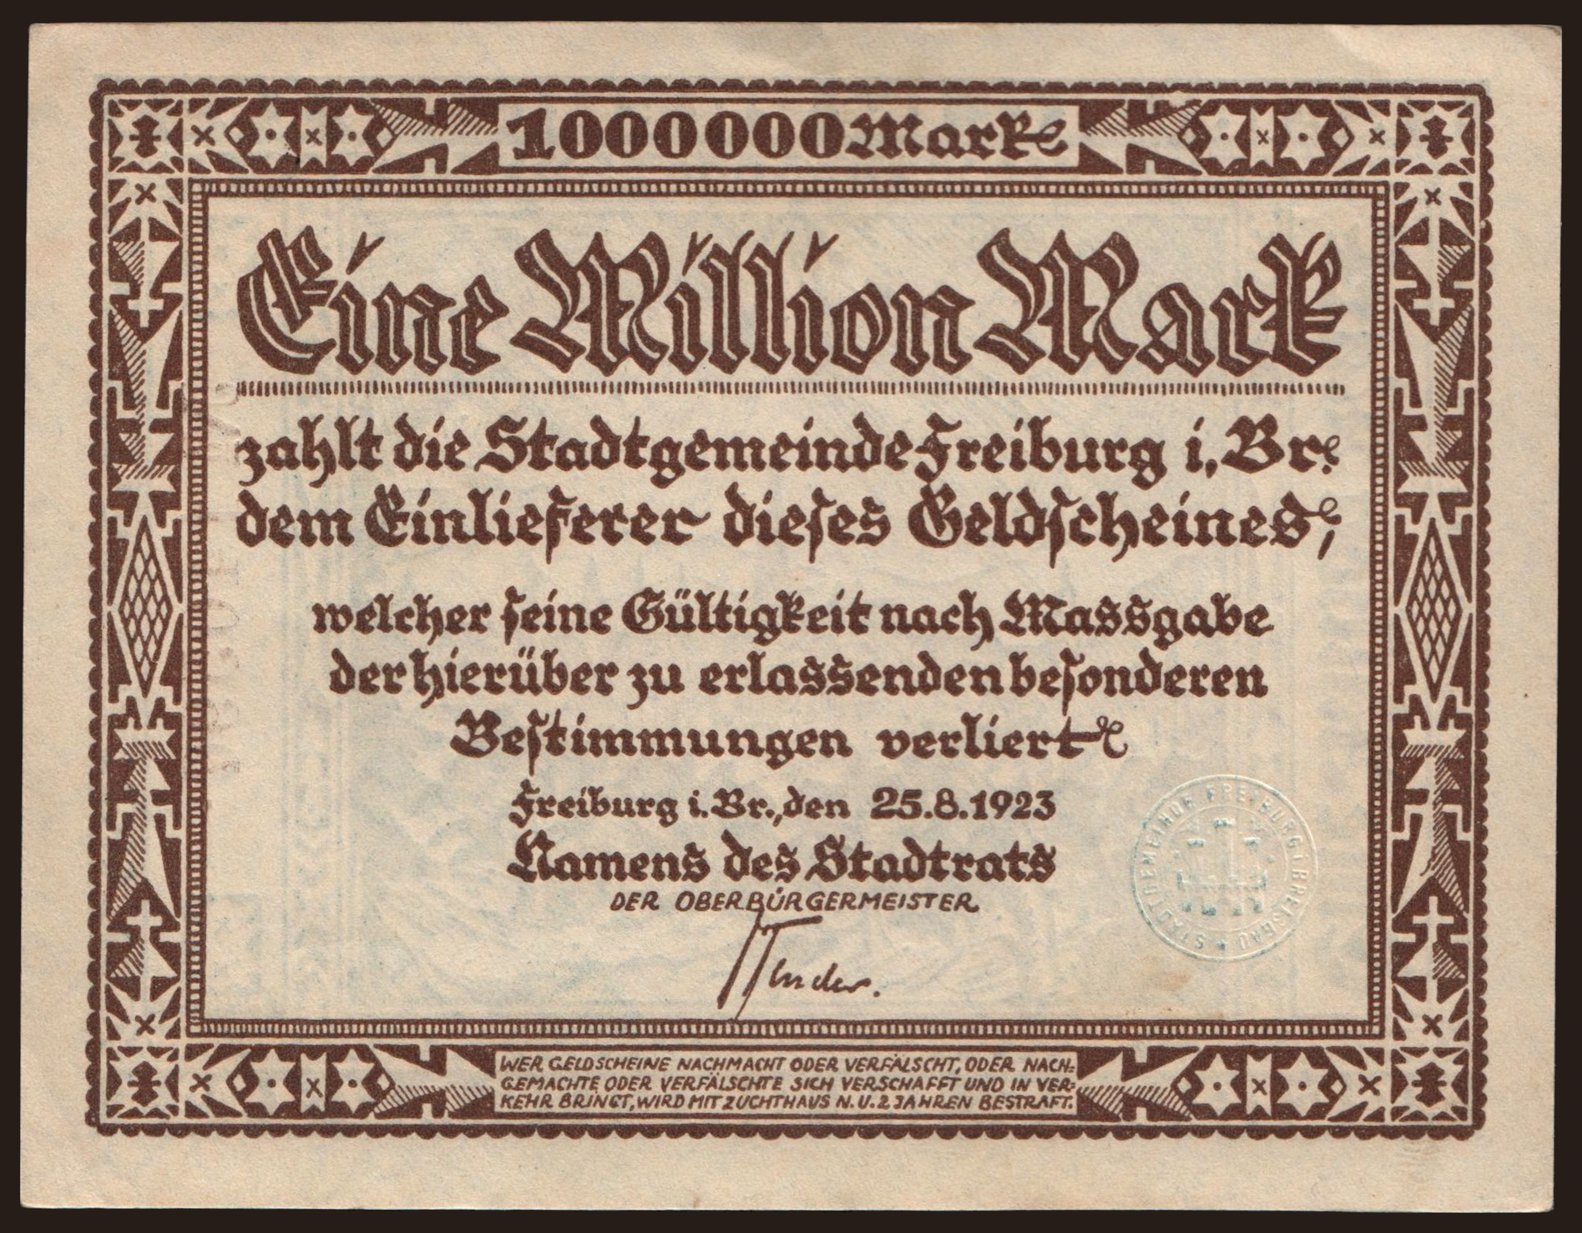 1000000 Mark
Eine Million Mark
zahlt die Stadtgemeinde Freiburg i. Br.
dem Einlieferer dieses Geldscheines,
welcher seine Gültigkeit nach Massgabe
der hierüber zu erlassenden besonderen
Bestimmungen verliert
Freiburg i. Br., den 25.8.1923
Namens des Stadtrats
DER OBERBÜRGERMEISTER
STADTGEMEINDE FREIBURG I BREISGAU
WER GELDSCHEINE NACHMACHT ODER VERFÄLSCHT, ODER NACH-
GEMACHTE ODER VERFÄLSCHTE SICH VERSCHAFFT UND IN VER-
KEHR BRINGT, WIRD MIT ZUCHTHAUS N. U. 2 JAHREN BESTRAFT.